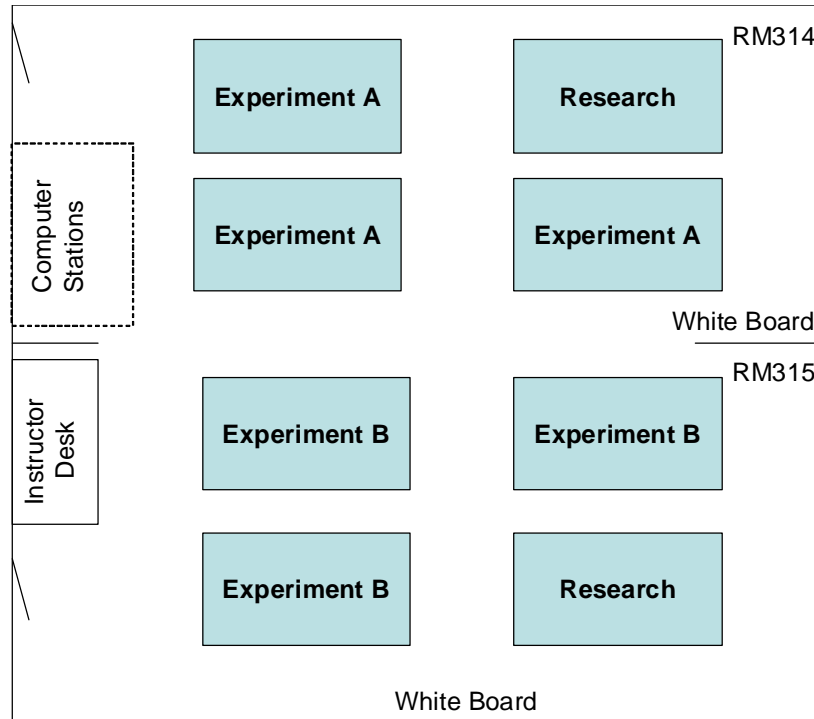 RM314
Experiment A
Research
Computer
Stations
Experiment A
Experiment A
White Board
RM315
Instructor
Desk
Experiment B
Experiment B
Experiment B
Research
White Board